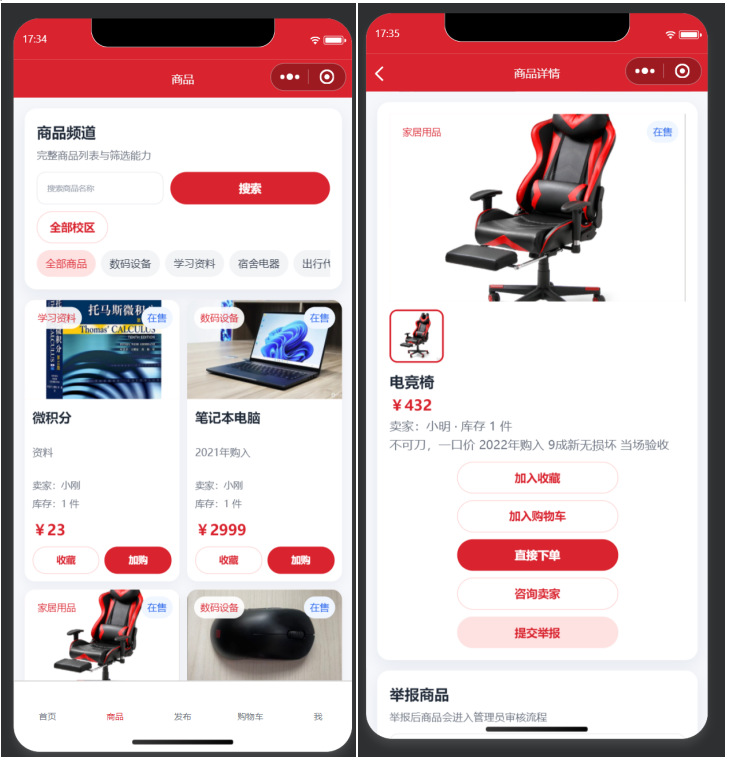 17:34
商品
商品频道
完整商品列表与筛选能力
搜索商品名称
搜索
全部校区
全部商品
数码设备
学习资料
宿舍电器
出行代
学习资料
在售
托马斯微积分
Thomas' CALCULUS
微积分
资料
卖家：小刚
库存：1 件
￥23
收藏
加购
数码设备
在售
笔记本电脑
2021年购入
卖家：小刚
库存：1 件
￥2999
收藏
加购
家居用品
在售
数码设备
在售
首页
商品
发布
购物车
我
17:35
商品详情
家居用品
在售
电竞椅
￥432
卖家：小明 · 库存 1 件
不可刀，一口价 2022年购入 9成新无损坏 当场验收
加入收藏
加入购物车
直接下单
咨询卖家
提交举报
举报商品
举报后商品会进入管理员审核流程